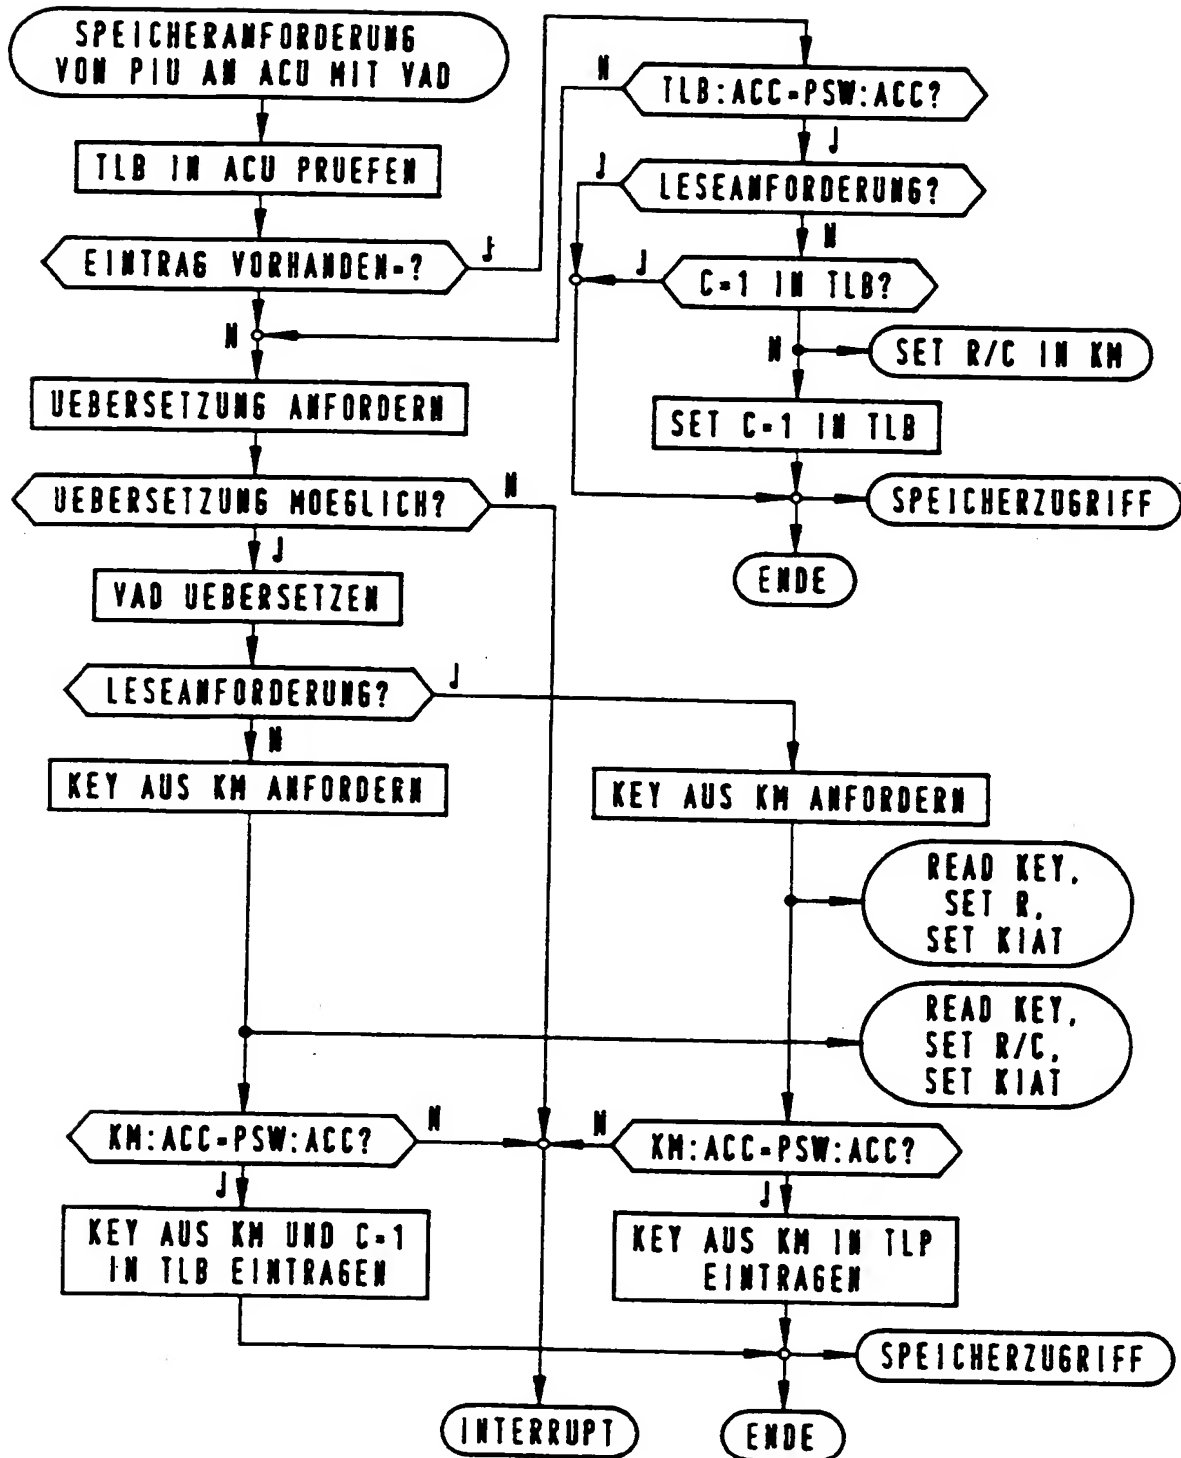 SPEICHERANFORDERUNG
VON PIU AN ACU MIT VAD
TLB IN ACU PRUEFEN
EINTRAG VORHANDEN=?
J
N
UEBERSETZUNG ANFORDERN
UEBERSETZUNG MOEGLICH?
N
J
VAD UEBERSETZEN
LESEANFORDERUNG?
J
N
KEY AUS KM ANFORDERN
KM:ACC=PSW:ACC?
N
J
KEY AUS KM UND C=1
IN TLB EINTRAGEN
INTERRUPT
N
TLB:ACC=PSW:ACC?
J
J
LESEANFORDERUNG?
N
J
C=1 IN TLB?
N
SET R/C IN KM
SET C=1 IN TLB
SPEICHERZUGRIFF
ENDE
KEY AUS KM ANFORDERN
READ KEY,
SET R,
SET KIAT
READ KEY,
SET R/C,
SET KIAT
N
KM:ACC=PSW:ACC?
J
KEY AUS KM IN TLP
EINTRAGEN
SPEICHERZUGRIFF
ENDE